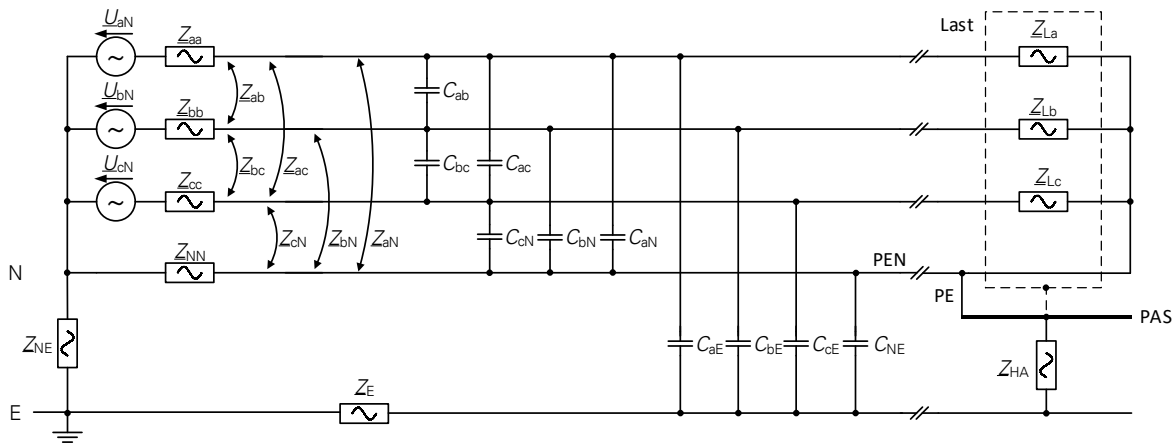 U_aN
Z_aa
Last
Z_La
Z_ab
C_ab
U_bN
Z_bb
Z_Lb
Z_bc
Z_ac
C_bc
C_ac
U_cN
Z_cc
Z_Lc
Z_cN
Z_bN
Z_aN
C_cN
C_bN
C_aN
Z_NN
N
PEN
PE
PAS
Z_NE
C_aE
C_bE
C_cE
C_NE
Z_HA
Z_E
E